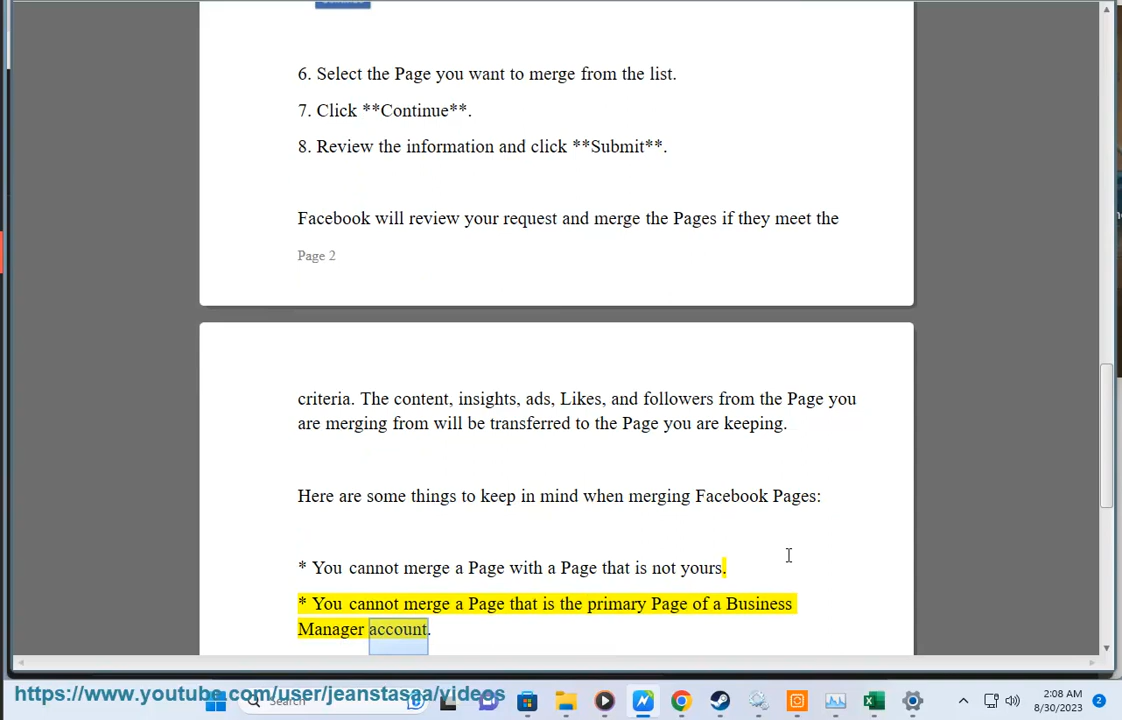 6. Select the Page you want to merge from the list.
7. Click **Continue**.
8. Review the information and click **Submit**.
Facebook will review your request and merge the Pages if they meet the
Page 2
criteria. The content, insights, ads, Likes, and followers from the Page you
are merging from will be transferred to the Page you are keeping.
Here are some things to keep in mind when merging Facebook Pages:
* You cannot merge a Page with a Page that is not yours.
* You cannot merge a Page that is the primary Page of a Business
Manager account.
https://www.youtube.com/user/jeanstasaa/videos
Search
2:08 AM
8/30/2023
2